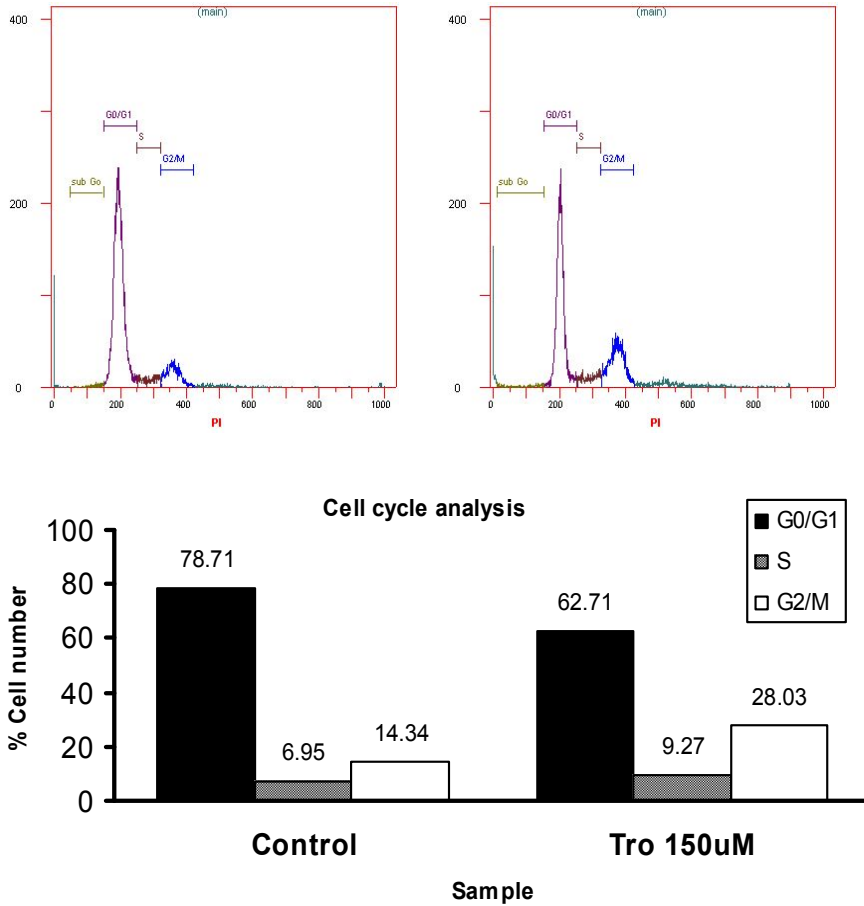 (main)
400
200
0
G0/G1
S
G2/M
sub Go
0 200 400 600 800 1000
PI
(main)
400
200
0
G0/G1
S
G2/M
sub Go
0 200 400 600 800 1000
PI
Cell cycle analysis
% Cell number
100
80
60
40
20
0
78.71
6.95
14.34
62.71
9.27
28.03
G0/G1
S
G2/M
Control Tro 150uM
Sample